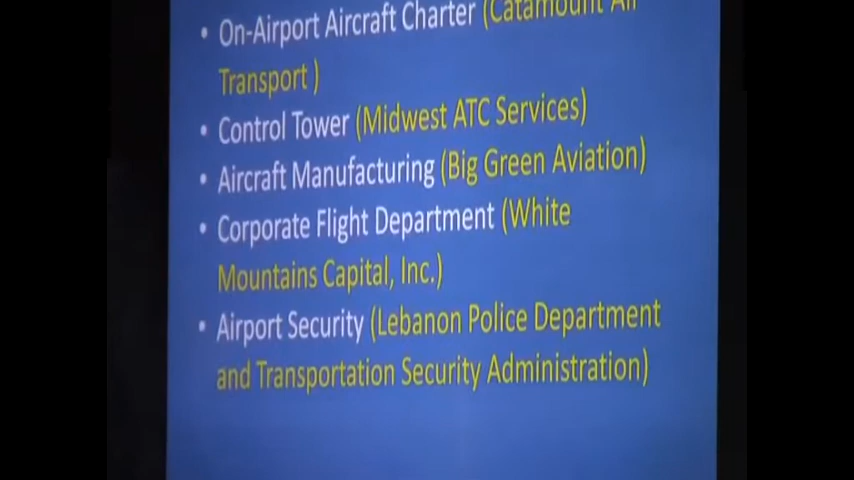 • On-Airport Aircraft Charter (Catamount Air
Transport )
• Control Tower (Midwest ATC Services)
• Aircraft Manufacturing (Big Green Aviation)
• Corporate Flight Department (White
Mountains Capital, Inc.)
• Airport Security (Lebanon Police Department
and Transportation Security Administration)